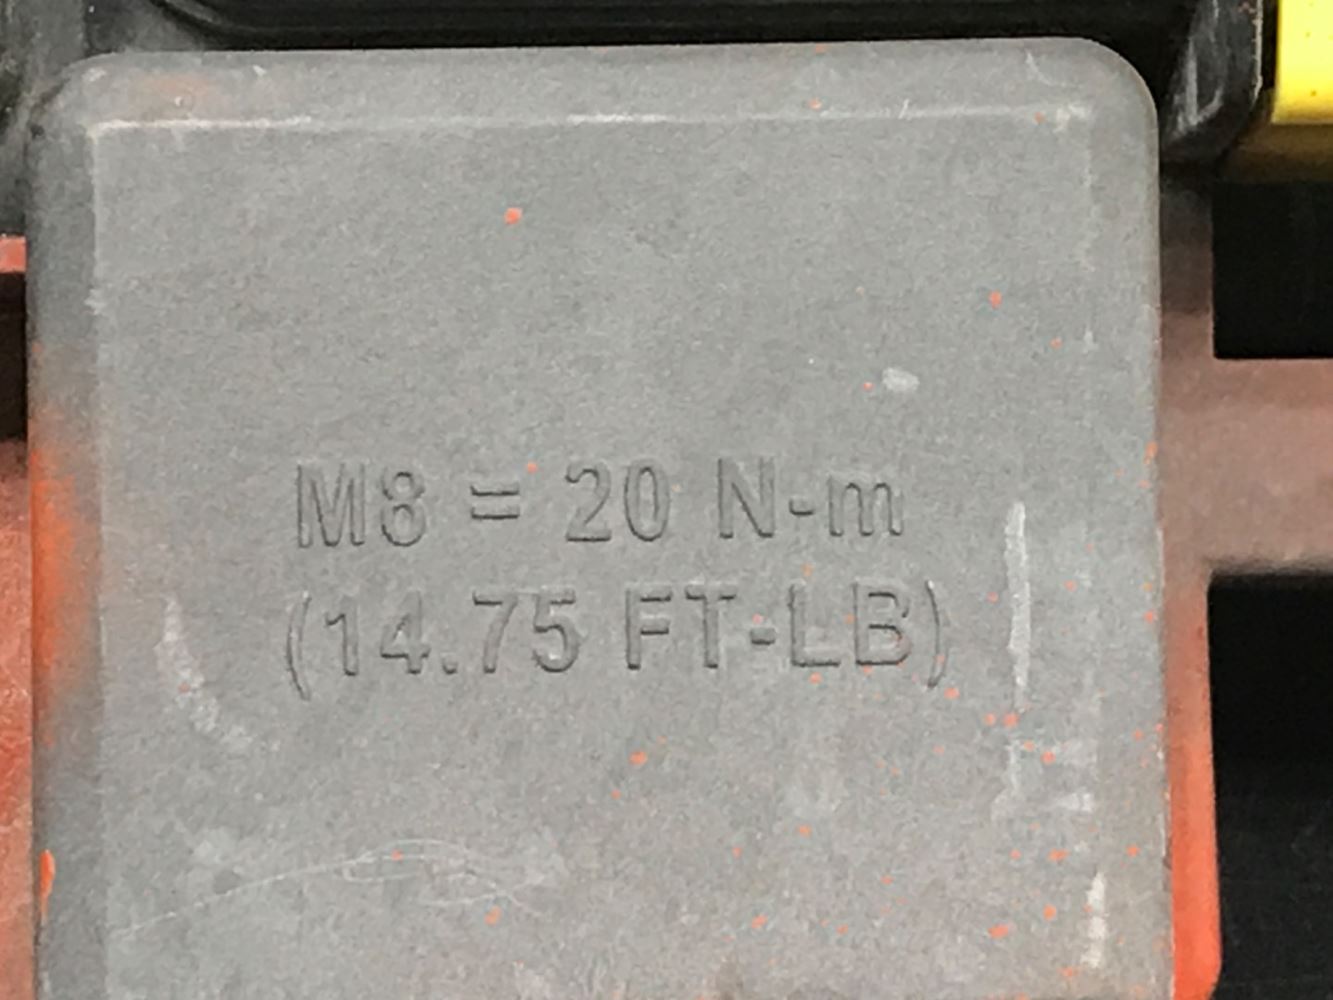 M8 = 20 N-m
(14.75 FT-LB)